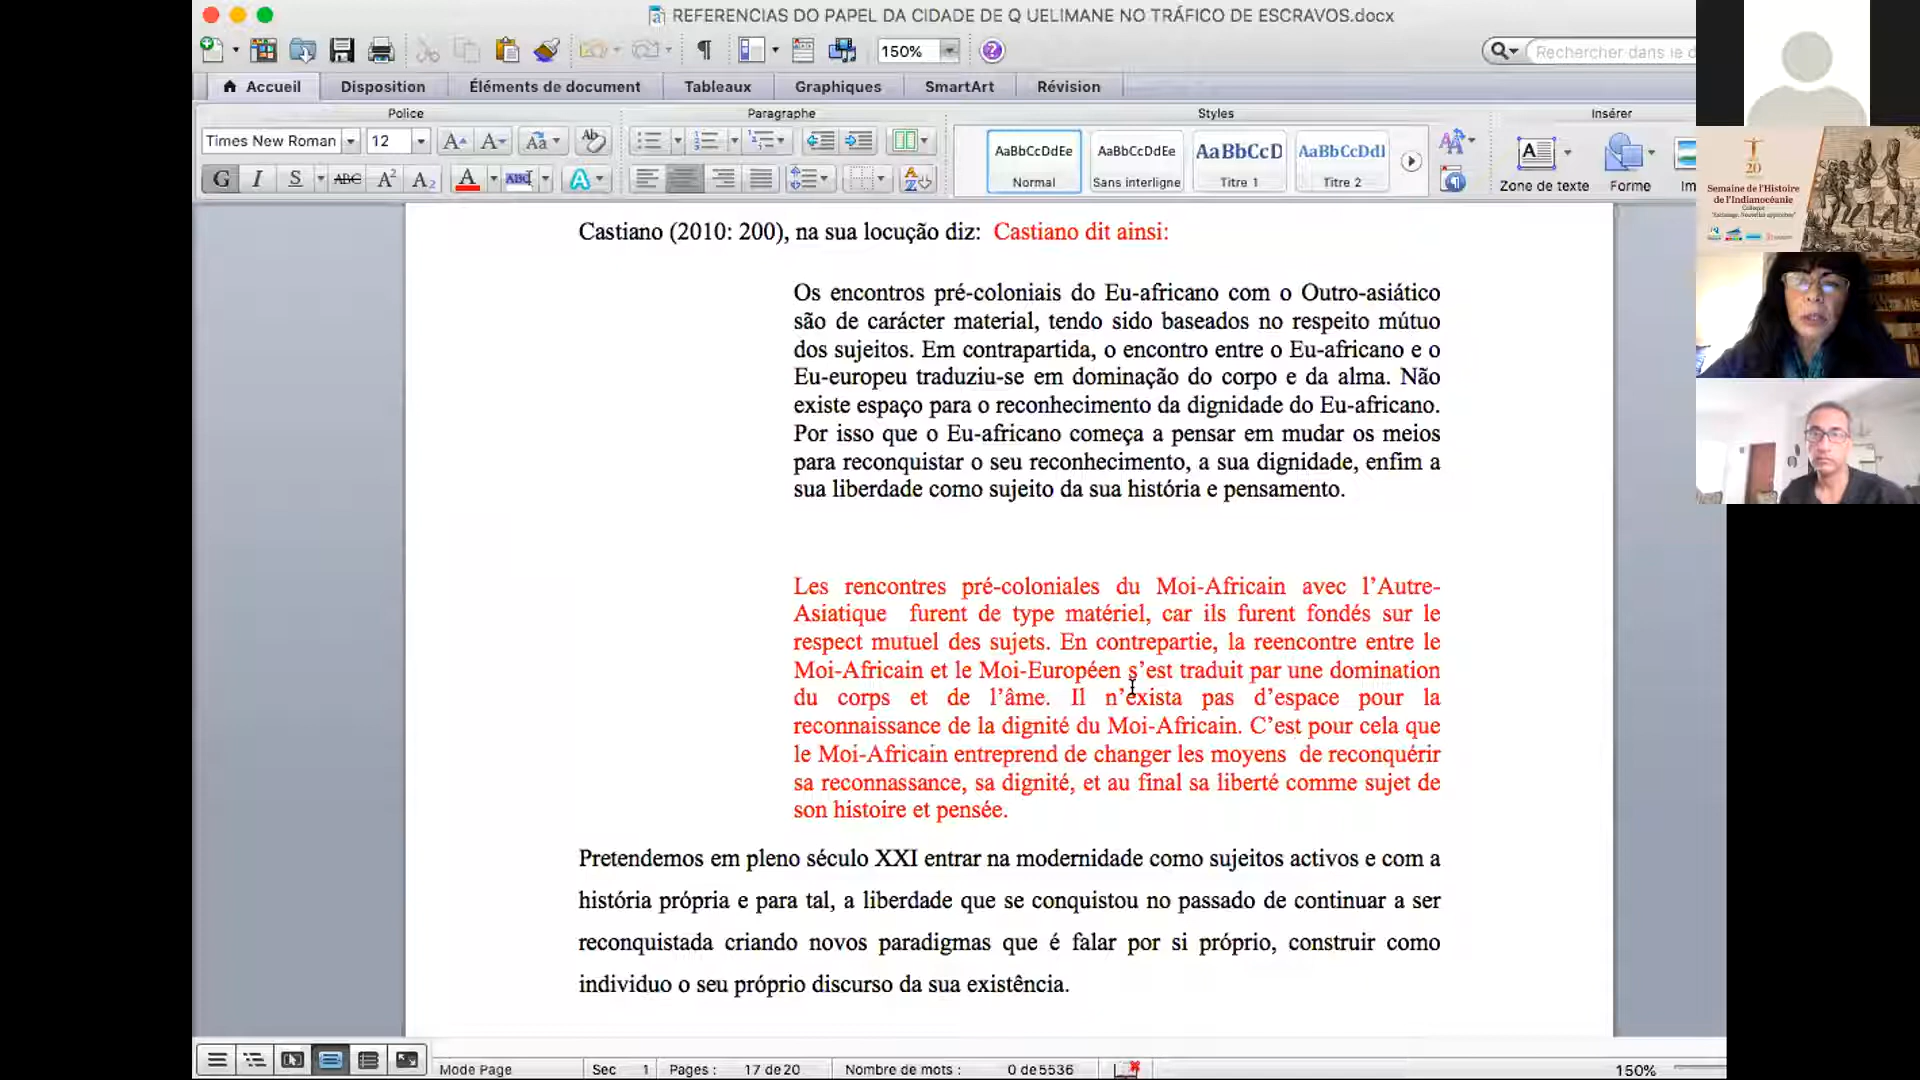 REFERENCIAS DO PAPEL DA CIDADE DE Q UELIMANE NO TRÁFICO DE ESCRAVOS.docx
150%
Rechercher dans le d
Accueil
Disposition
Éléments de document
Tableaux
Graphiques
SmartArt
Révision
Police
Paragraphe
Styles
Insérer
Times New Roman
12
AaBbCcDdEe
AaBbCcDdEe
AaBbCcD
AaBbCcDdI
Normal
Sans interligne
Titre 1
Titre 2
Zone de texte
Forme
Im
G I S ABC A² A₂ A ABC A
20
Semaine de l'Histoire
de l'Indianocéanie
Colloque
Castiano (2010: 200), na sua locução diz: Castiano dit ainsi:
Os encontros pré-coloniais do Eu-africano com o Outro-asiático
são de carácter material, tendo sido baseados no respeito mútuo
dos sujeitos. Em contrapartida, o encontro entre o Eu-africano e o
Eu-europeu traduziu-se em dominação do corpo e da alma. Não
existe espaço para o reconhecimento da dignidade do Eu-africano.
Por isso que o Eu-africano começa a pensar em mudar os meios
para reconquistar o seu reconhecimento, a sua dignidade, enfim a
sua liberdade como sujeito da sua história e pensamento.
Les rencontres pré-coloniales du Moi-Africain avec l’Autre-
Asiatique furent de type matériel, car ils furent fondés sur le
respect mutuel des sujets. En contrepartie, la reencontre entre le
Moi-Africain et le Moi-Européen s’est traduit par une domination
du corps et de l’âme. Il n’exista pas d’espace pour la
reconnaissance de la dignité du Moi-Africain. C’est pour cela que
le Moi-Africain entreprend de changer les moyens de reconquérir
sa reconnassance, sa dignité, et au final sa liberté comme sujet de
son histoire et pensée.
Pretendemos em pleno século XXI entrar na modernidade como sujeitos activos e com a
história própria e para tal, a liberdade que se conquistou no passado de continuar a ser
reconquistada criando novos paradigmas que é falar por si próprio, construir como
individuo o seu próprio discurso da sua existência.
Mode Page
Sec 1
Pages : 17 de 20
Nombre de mots : 0 de 5536
150%